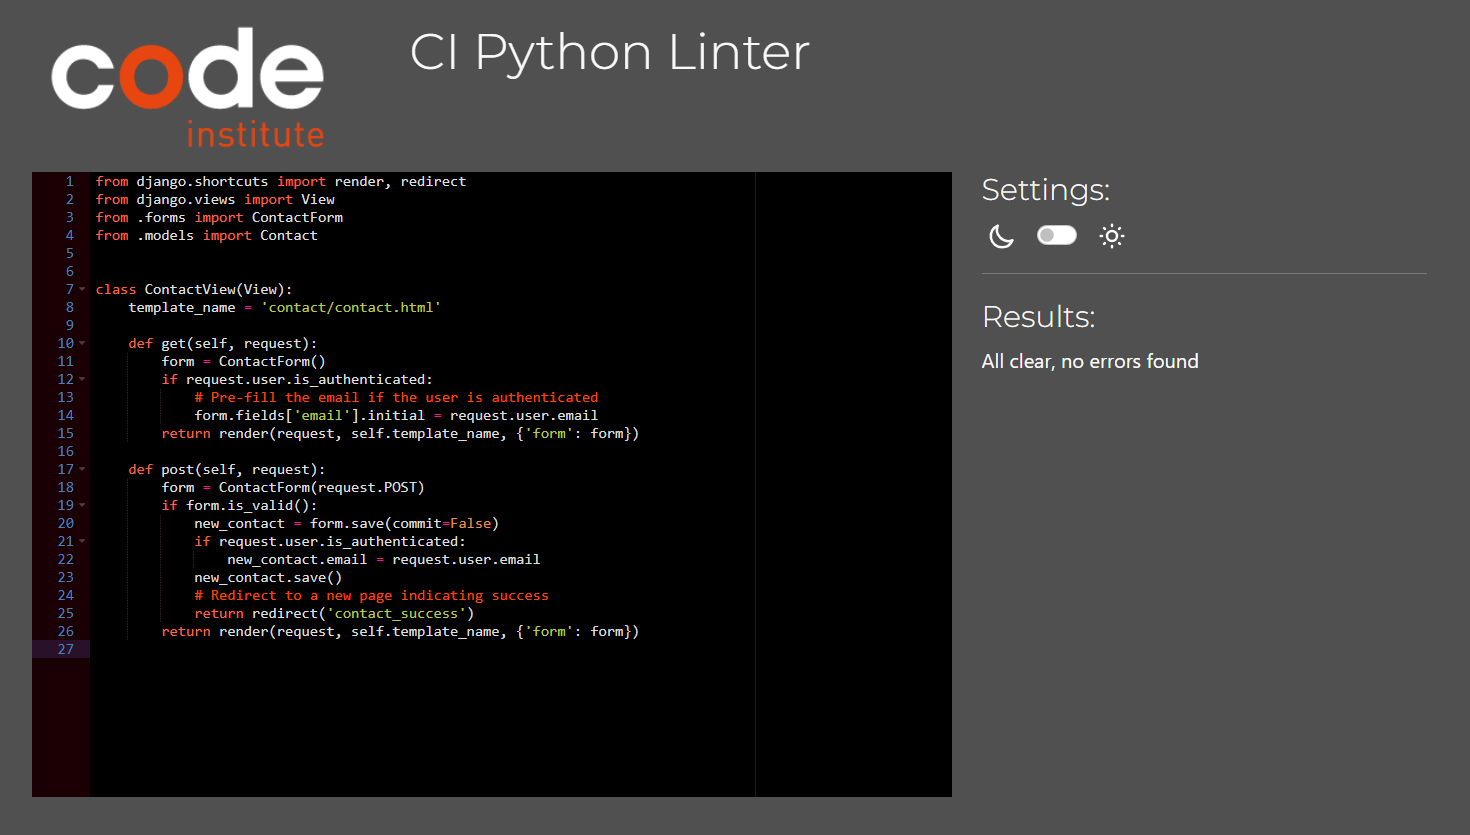 code
institute
CI Python Linter
1 from django.shortcuts import render, redirect
2 from django.views import View
3 from .forms import ContactForm
4 from .models import Contact
5
6
7 class ContactView(View):
8     template_name = 'contact/contact.html'
9
10     def get(self, request):
11         form = ContactForm()
12         if request.user.is_authenticated:
13             # Pre-fill the email if the user is authenticated
14             form.fields['email'].initial = request.user.email
15         return render(request, self.template_name, {'form': form})
16
17     def post(self, request):
18         form = ContactForm(request.POST)
19         if form.is_valid():
20             new_contact = form.save(commit=False)
21             if request.user.is_authenticated:
22                 new_contact.email = request.user.email
23             new_contact.save()
24             # Redirect to a new page indicating success
25             return redirect('contact_success')
26         return render(request, self.template_name, {'form': form})
27
Settings:
Results:
All clear, no errors found